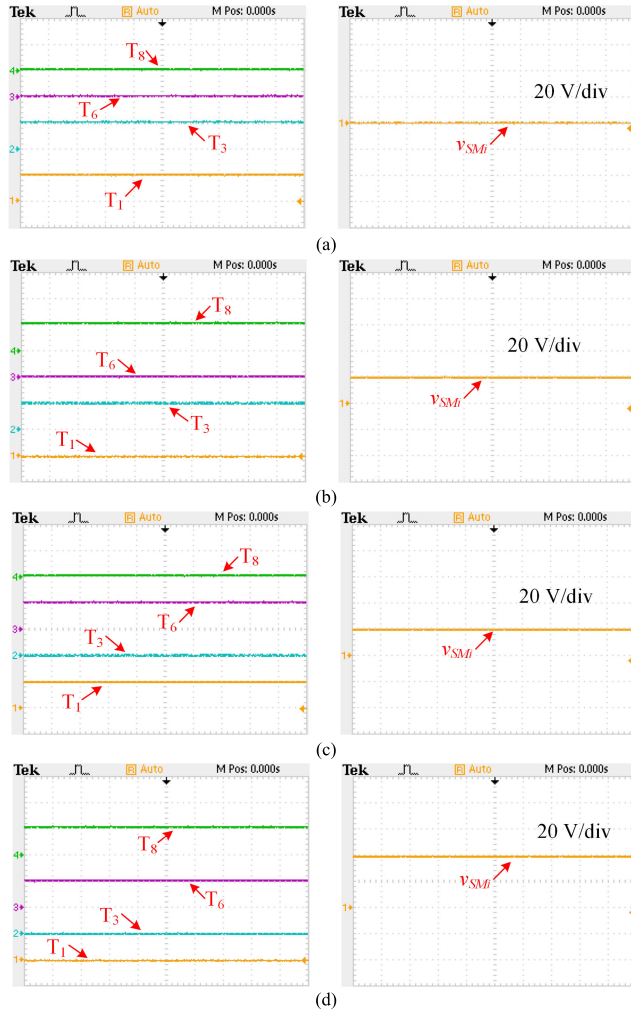 Tek Auto M Pos: 0.000s
Tek Auto M Pos: 0.000s
T8
4
3
T6
T3
2
T1
1
20 V/div
1
vSMi
(a)
Tek R Auto M Pos: 0.000s
Tek R Auto M Pos: 0.000s
T8
4
T6
3
T3
2
T1
1
20 V/div
vSMi
1
(b)
Tek R Auto M Pos: 0.000s
Tek R Auto M Pos: 0.000s
T8
4
T6
3
T3
2
T1
1
20 V/div
vSMi
1
(c)
Tek R Auto M Pos: 0.000s
Tek R Auto M Pos: 0.000s
T8
4
T6
3
T3
2
T1
1
20 V/div
vSMi
1
(d)